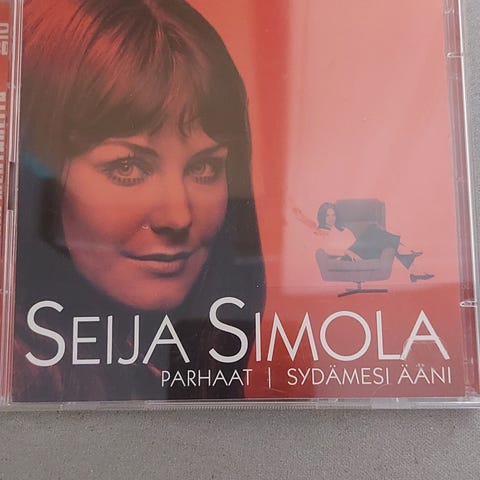 SEIJA SIMOLA
PARHAAT | SYDÄMESI ÄÄNI